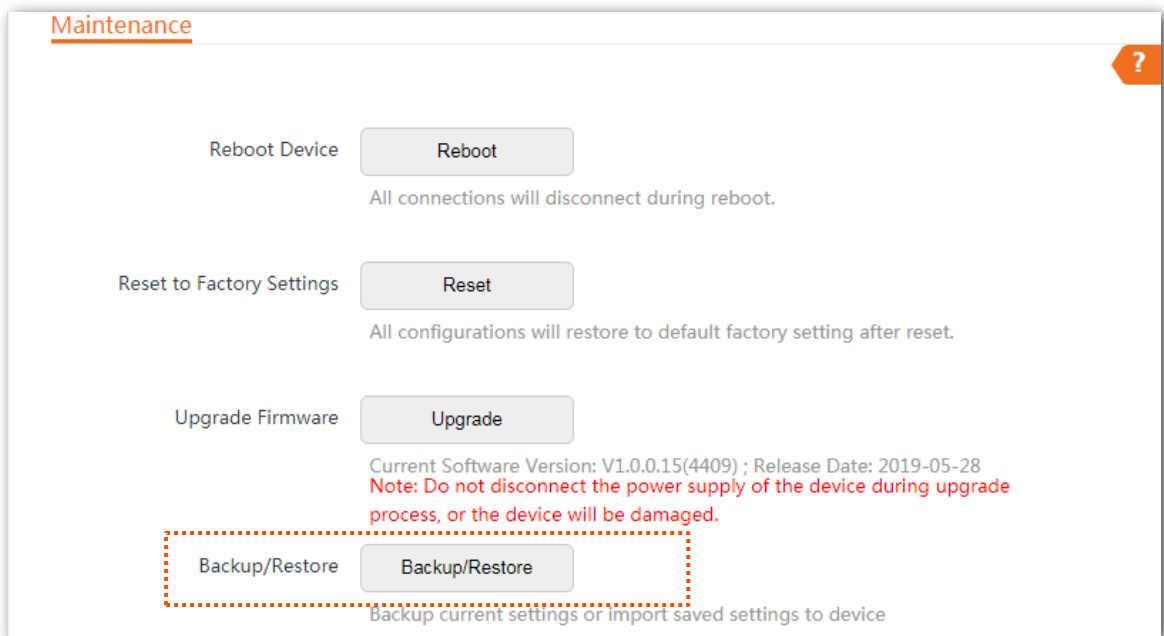 Maintenance
?
Reboot Device Reboot
All connections will disconnect during reboot.
Reset to Factory Settings Reset
All configurations will restore to default factory setting after reset.
Upgrade Firmware Upgrade
Current Software Version: V1.0.0.15(4409) ; Release Date: 2019-05-28
Note: Do not disconnect the power supply of the device during upgrade
process, or the device will be damaged.
Backup/Restore Backup/Restore
Backup current settings or import saved settings to device